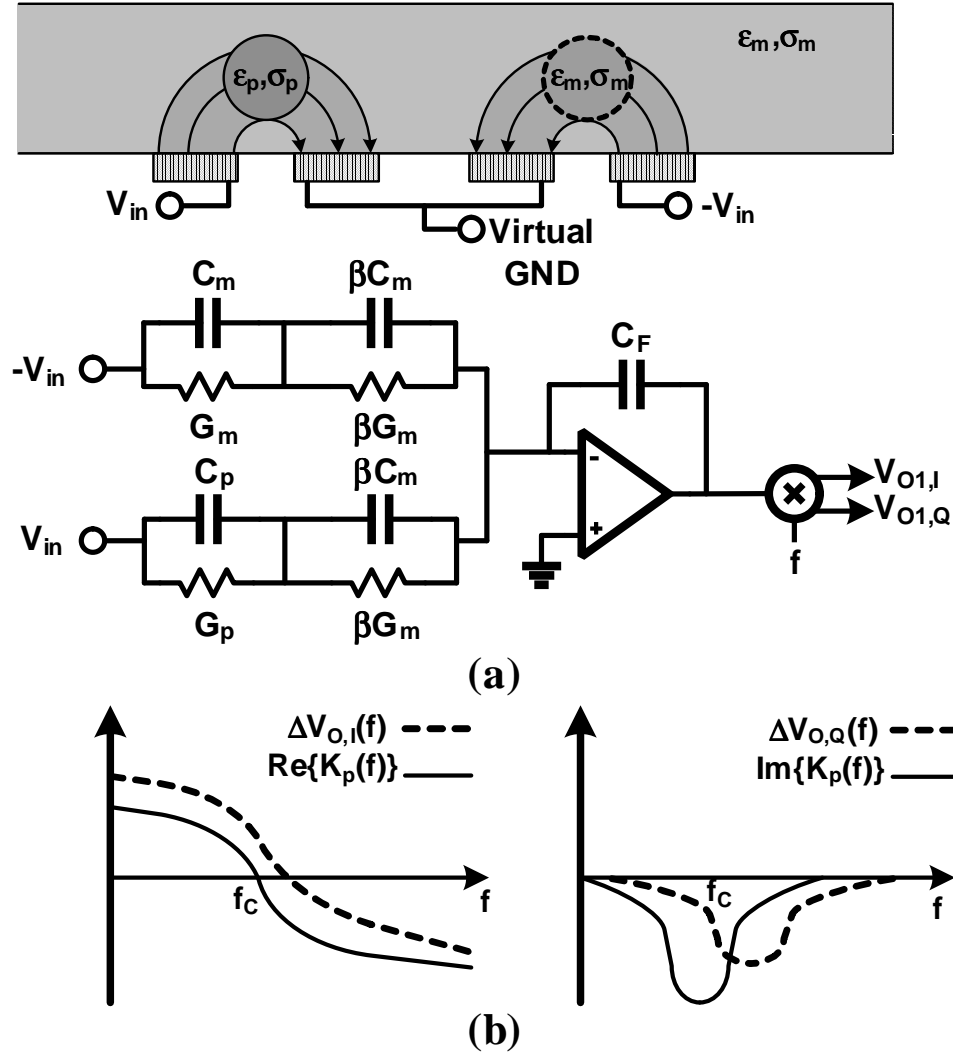 εm,σm
εp,σp
εm,σm
Vin
-Vin
Virtual
GND
Cm
βCm
CF
-Vin
Gm
βGm
-
Cp
βCm
VO1,I
+
VO1,Q
Vin
f
Gp
βGm
(a)
ΔVO,I(f)
Re{Kp(f)}
fC
f
ΔVO,Q(f)
Im{Kp(f)}
fC
f
(b)